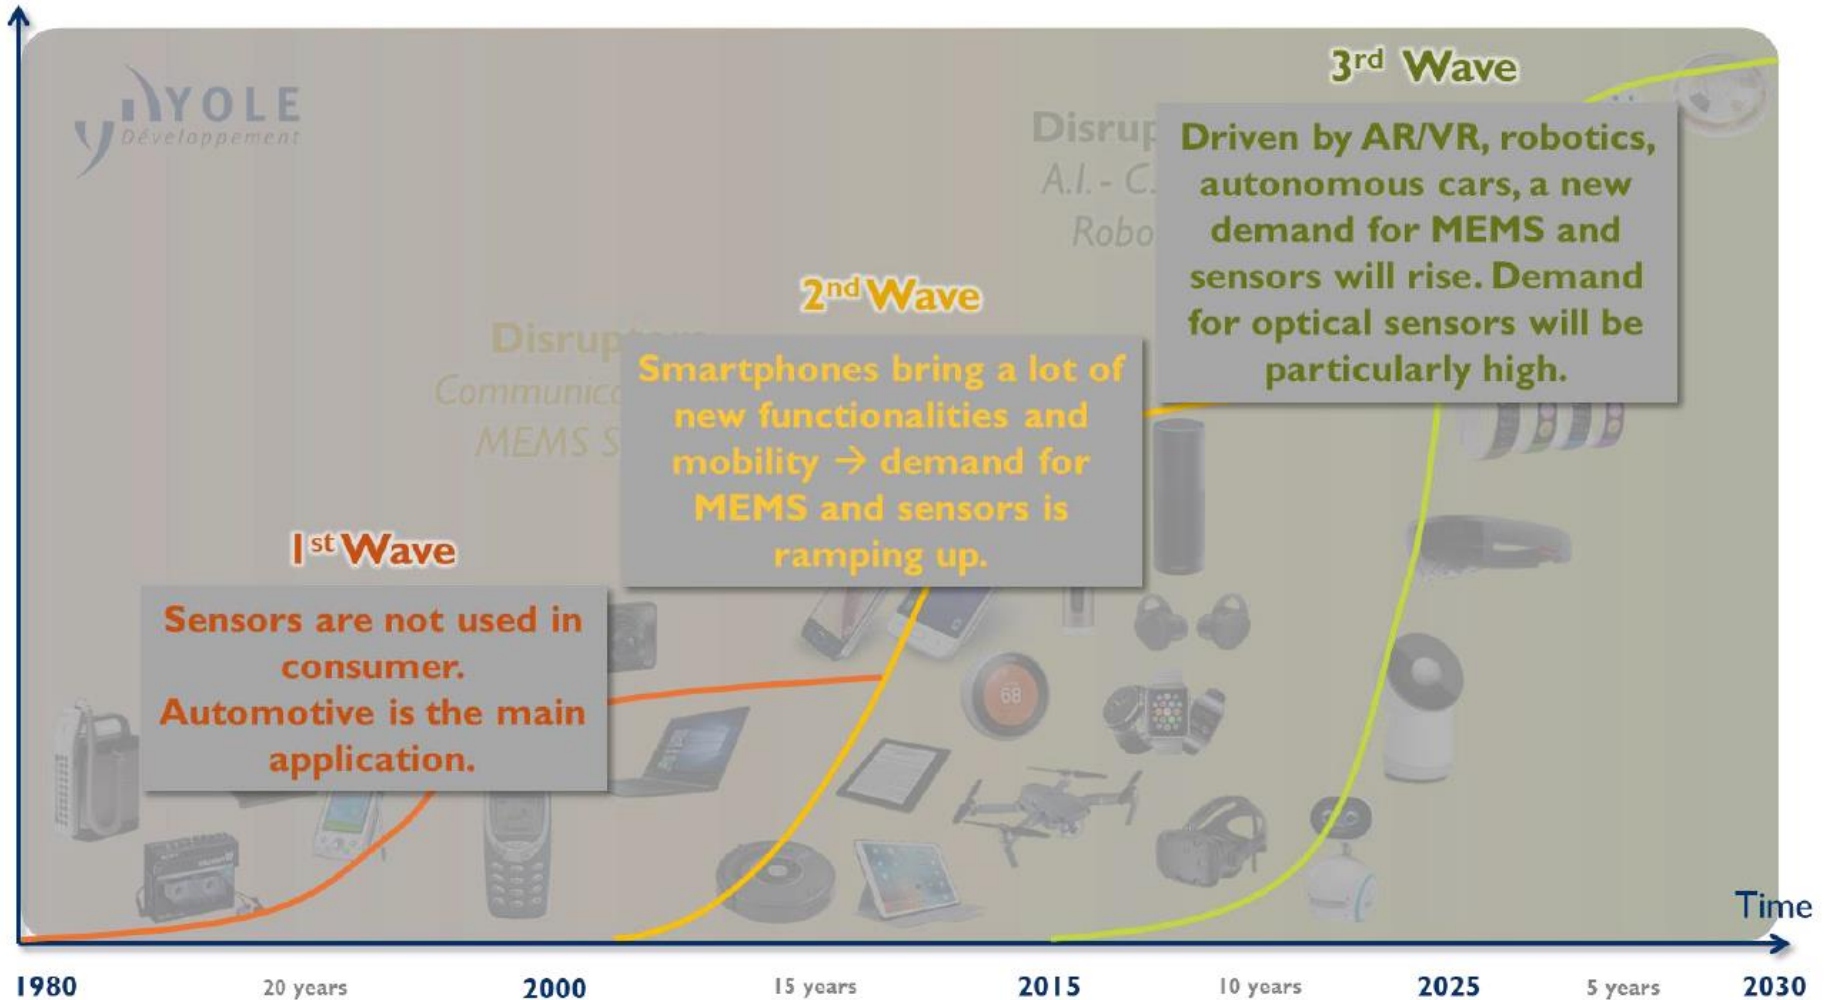 YOLE
Développement
3rd Wave
Driven by AR/VR, robotics,
autonomous cars, a new
demand for MEMS and
sensors will rise. Demand
for optical sensors will be
particularly high.
2nd Wave
Smartphones bring a lot of
new functionalities and
mobility → demand for
MEMS and sensors is
ramping up.
1st Wave
Sensors are not used in
consumer.
Automotive is the main
application.
A.I. -
MEMS
68
Time
1980
20 years
2000
15 years
2015
10 years
2025
5 years
2030